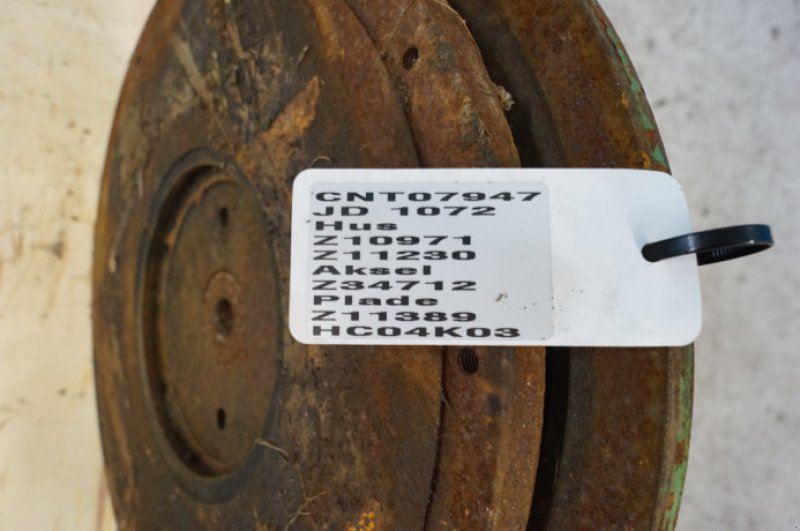 CNT07947
JD 1072
Hus
Z10971
Z11230
Aksel
Z34712
Plade
Z11389
HC04K03